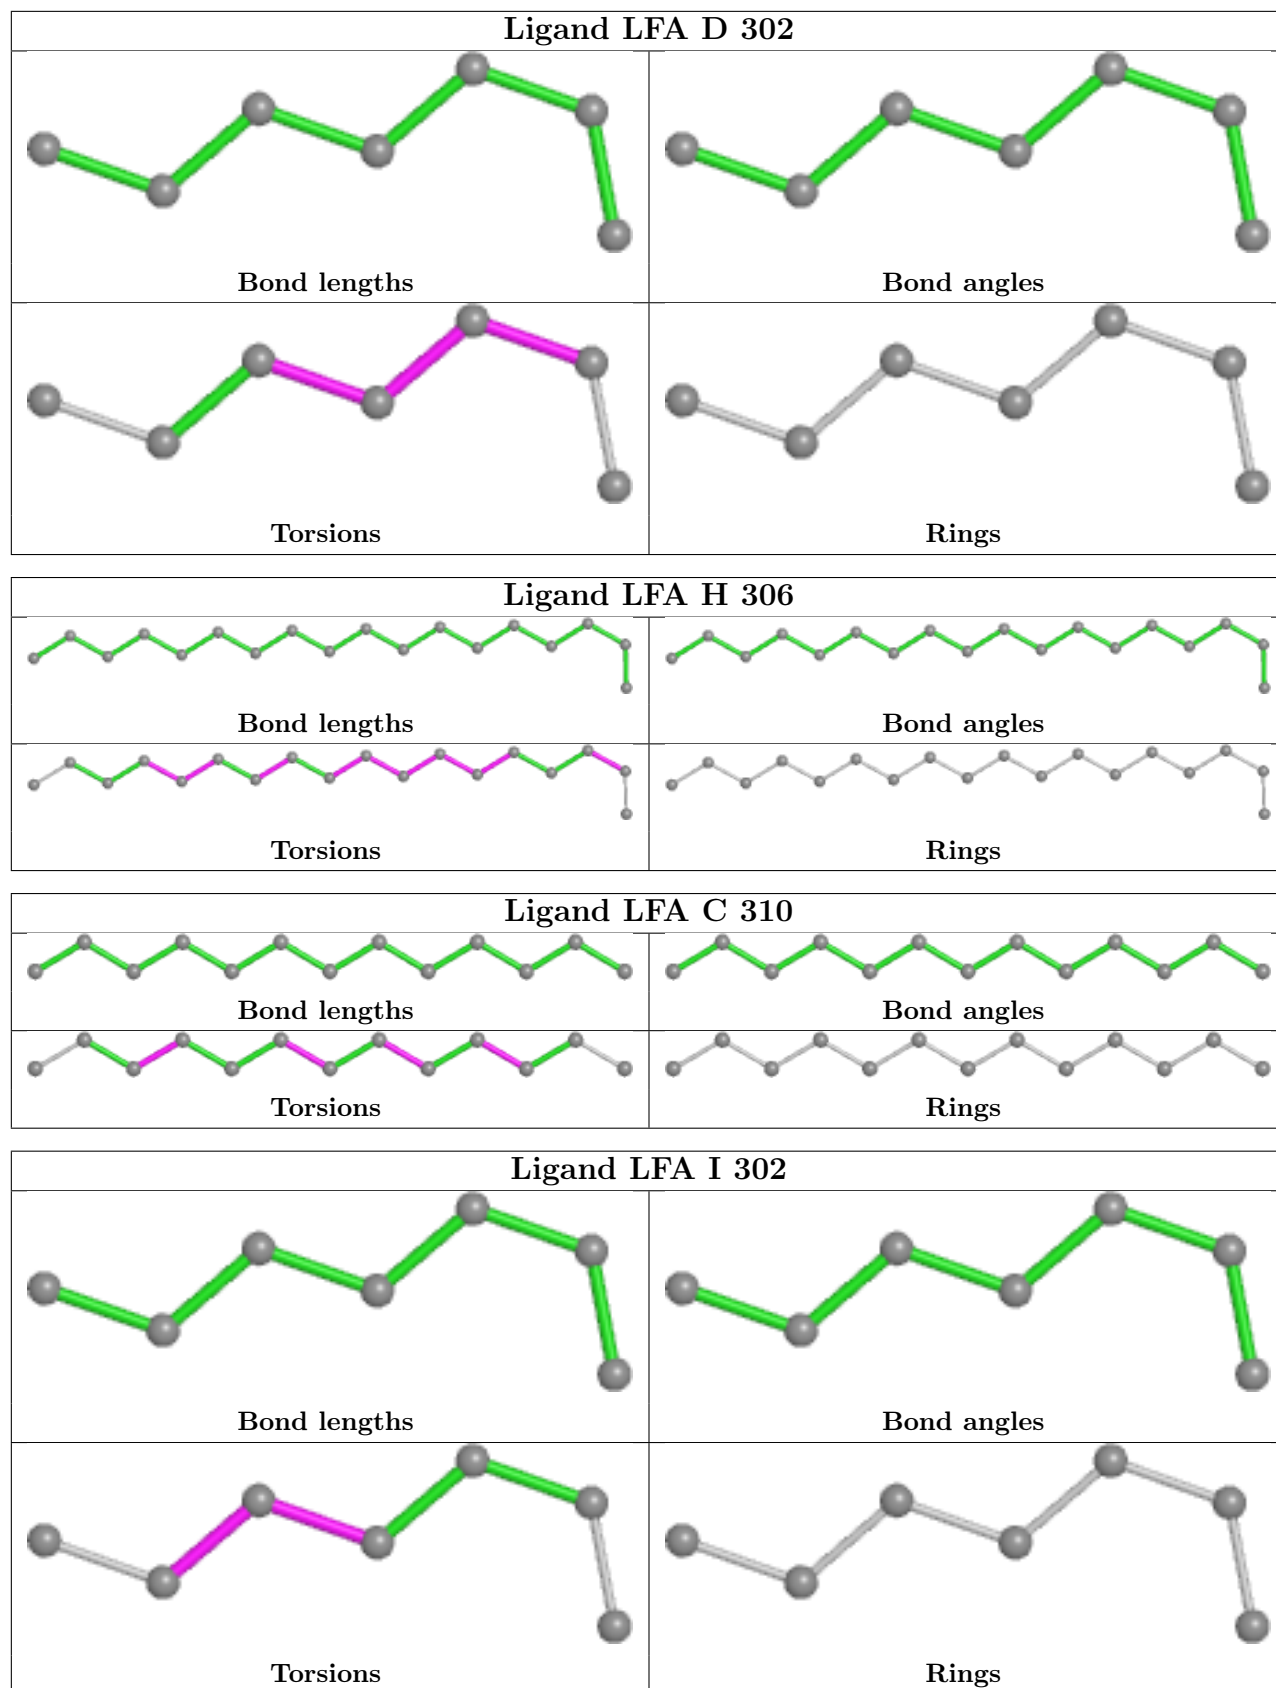 Ligand LFA D 302
Bond lengths
Bond angles
Torsions
Rings
Ligand LFA H 306
Bond lengths
Bond angles
Torsions
Rings
Ligand LFA C 310
Bond lengths
Bond angles
Torsions
Rings
Ligand LFA I 302
Bond lengths
Bond angles
Torsions
Rings